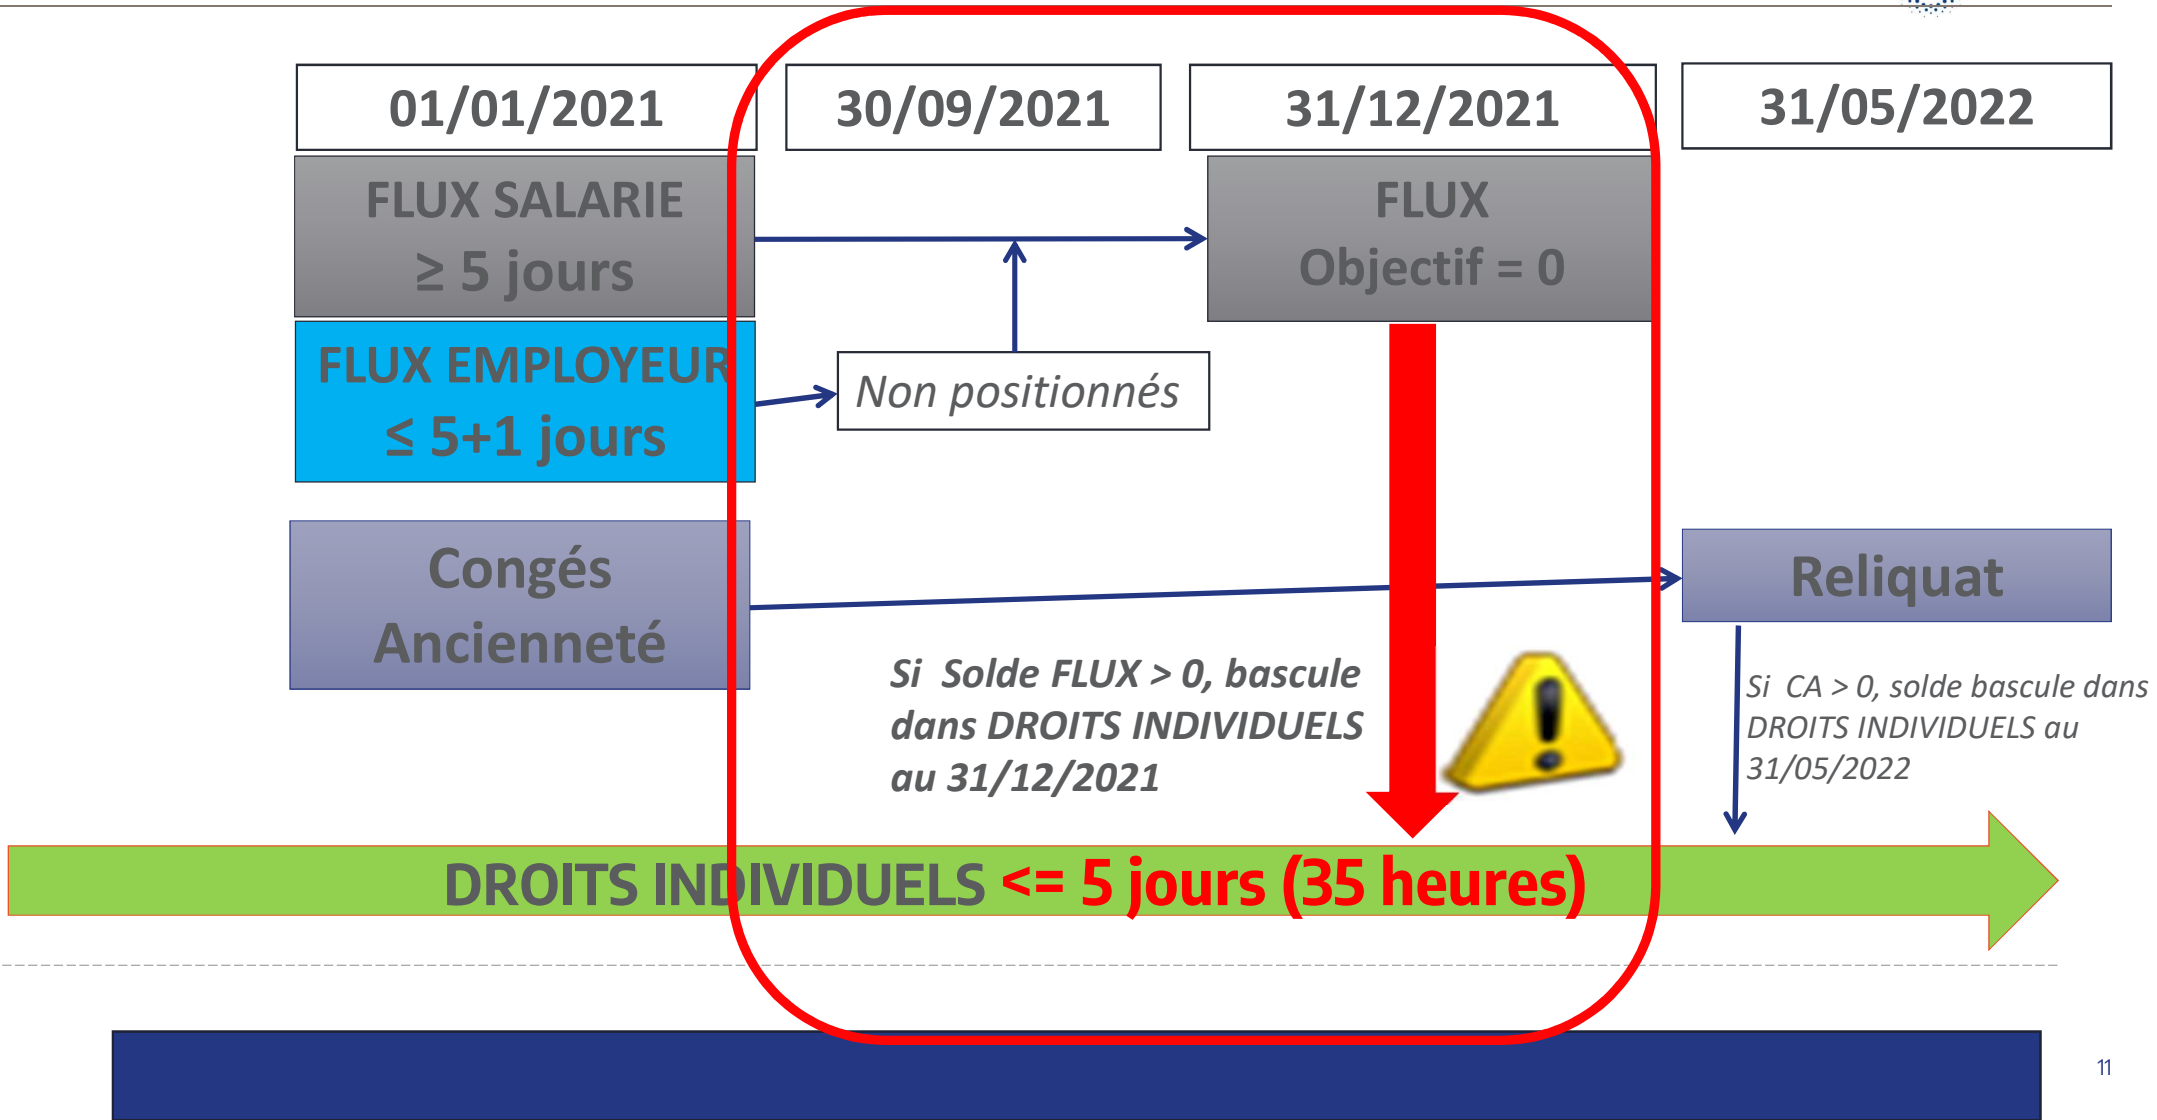 01/01/2021
30/09/2021
31/12/2021
31/05/2022
FLUX SALARIE
≥ 5 jours
FLUX
Objectif = 0
FLUX EMPLOYEUR
≤ 5+1 jours
Non positionnés
Congés
Ancienneté
Reliquat
Si Solde FLUX > 0, bascule
dans DROITS INDIVIDUELS
au 31/12/2021
Si CA > 0, solde bascule dans
DROITS INDIVIDUELS au
31/05/2022
DROITS INDIVIDUELS <= 5 jours (35 heures)
11